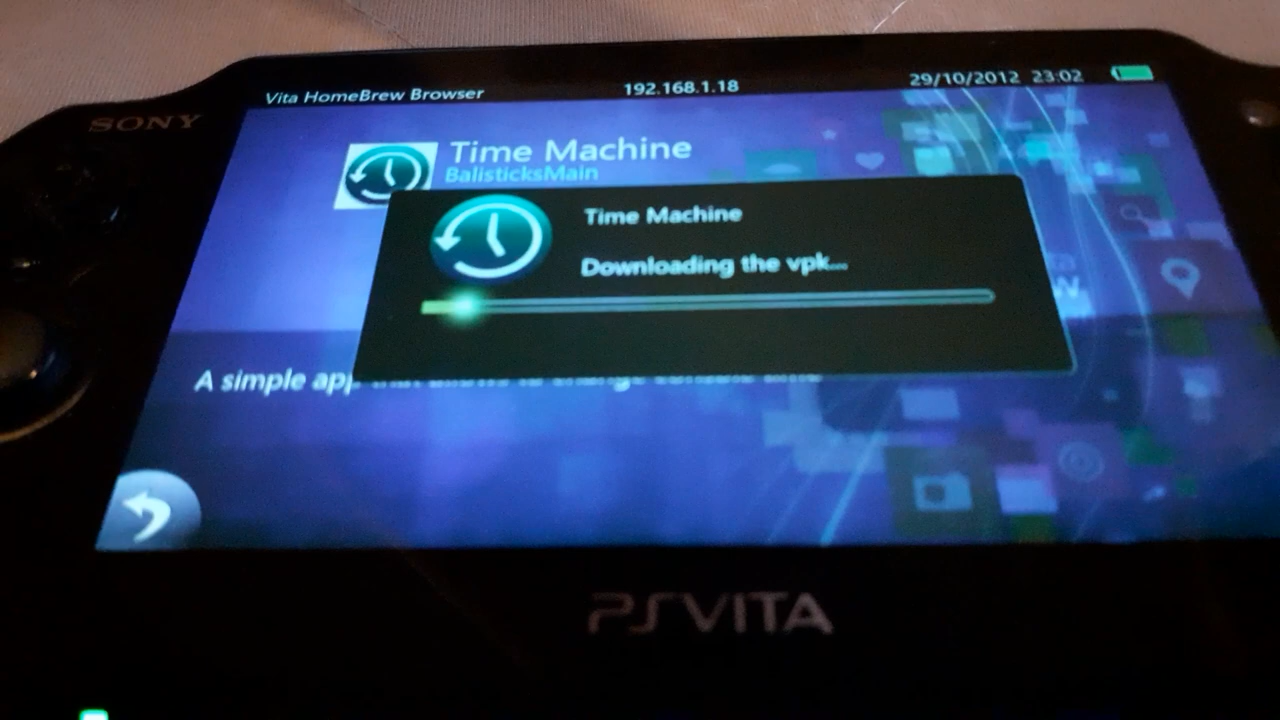 Vita HomeBrew Browser 192.168.1.18 29/10/2012 23:02
SONY
Time Machine
BalisticksMain
Time Machine
Downloading the vpk...
A simple app
PSVITA